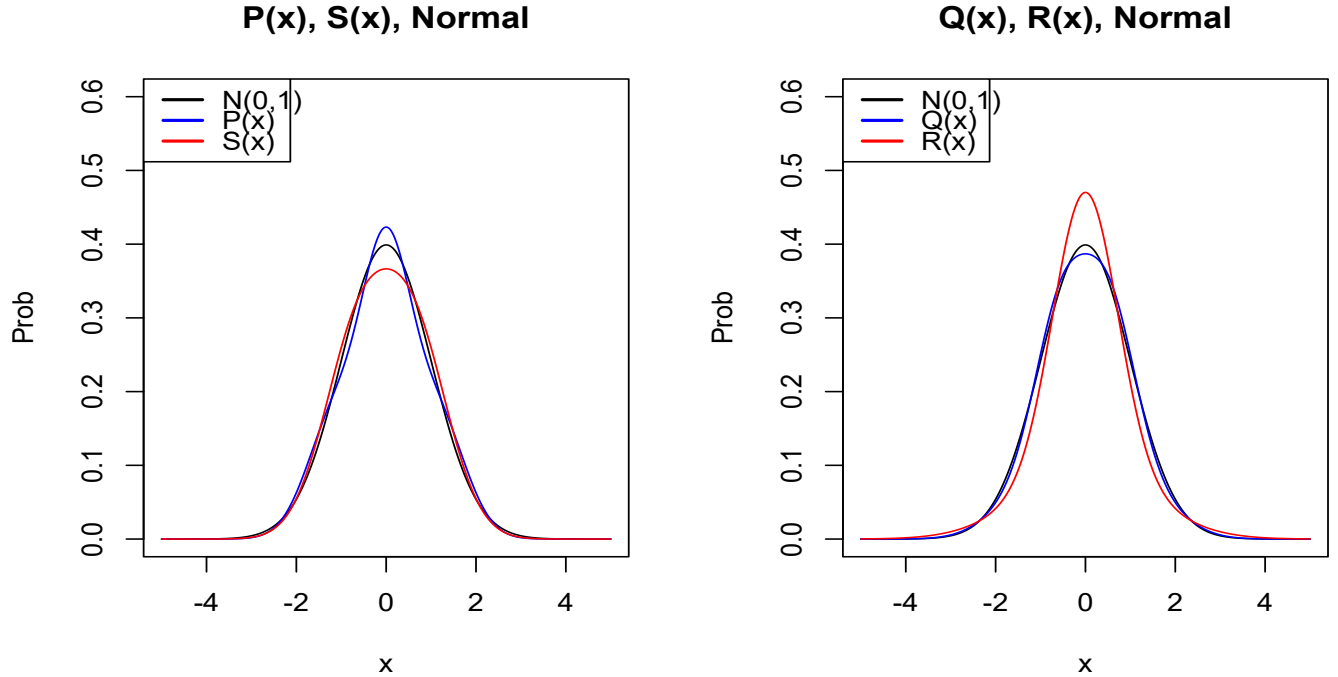 P(x), S(x), Normal
N(0,1)
P(x)
S(x)
Prob
0.0 0.1 0.2 0.3 0.4 0.5 0.6
-4 -2 0 2 4
x
Q(x), R(x), Normal
N(0,1)
Q(x)
R(x)
Prob
0.0 0.1 0.2 0.3 0.4 0.5 0.6
-4 -2 0 2 4
x